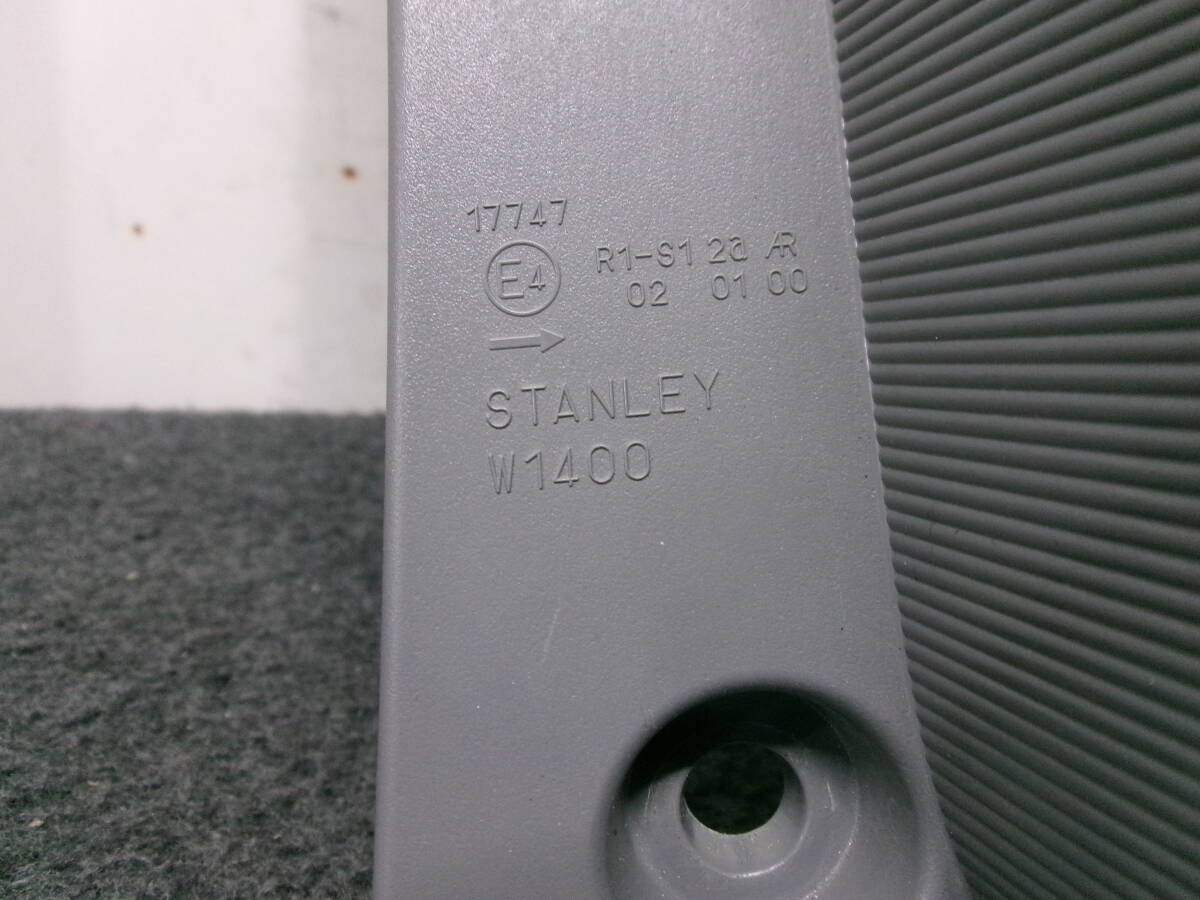 17747
E4 R1-S1 2a AR
02 01 00
→
STANLEY
W1400